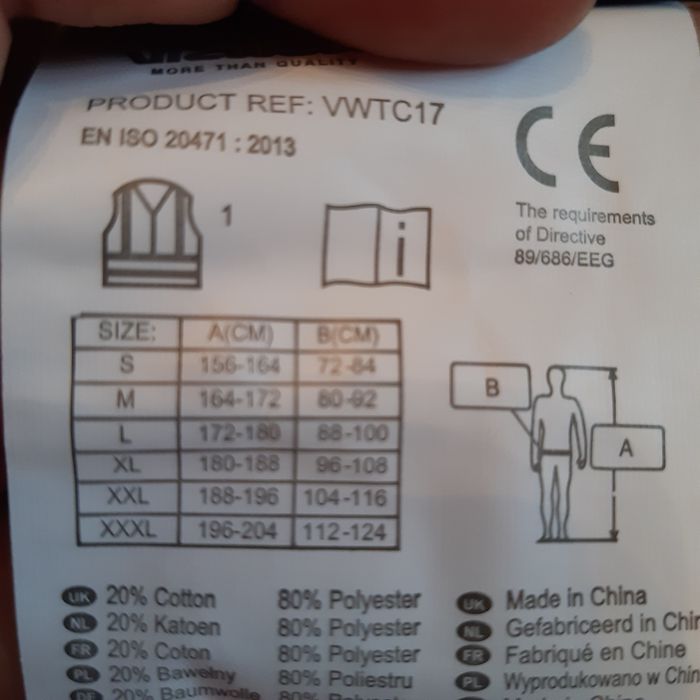 MORE THAN QUALITY
PRODUCT REF: VWTC17
EN ISO 20471 : 2013
1
CE
The requirements
of Directive
89/686/EEG
SIZE: A(CM) B(CM)
S 156-164 72-84
M 164-172 80-92
L 172-180 88-100
XL 180-188 96-108
XXL 188-196 104-116
XXXL 196-204 112-124
B
A
UK 20% Cotton 80% Polyester
NL 20% Katoen 80% Polyester
FR 20% Coton 80% Polyester
PL 20% Bawełny 80% Poliestru
DE 20% Baumwolle 80%
UK Made in China
NL Gefabriceerd in Chin
FR Fabriqué en Chine
PL Wyprodukowano w Chin